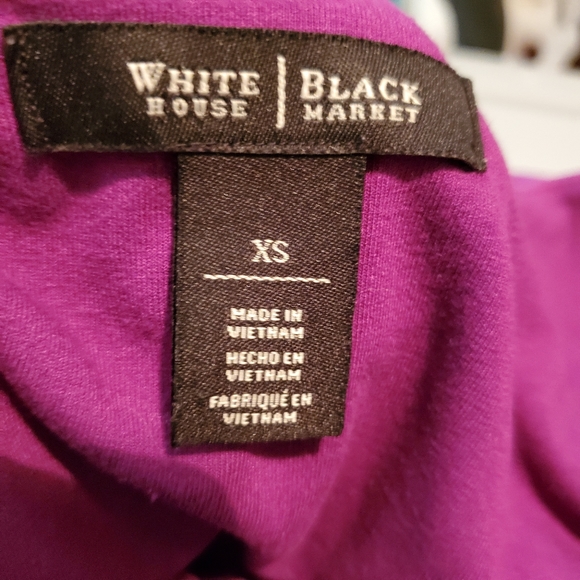 WHITE | BLACK
HOUSE | MARKET
XS
MADE IN
VIETNAM
HECHO EN
VIETNAM
FABRIQUÉ EN
VIETNAM